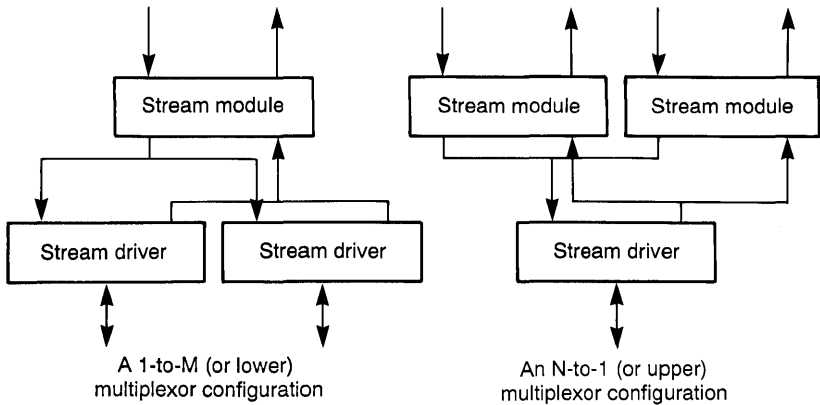 Stream module
Stream driver
Stream driver
A 1-to-M (or lower)
multiplexor configuration
Stream module
Stream module
Stream driver
An N-to-1 (or upper)
multiplexor configuration